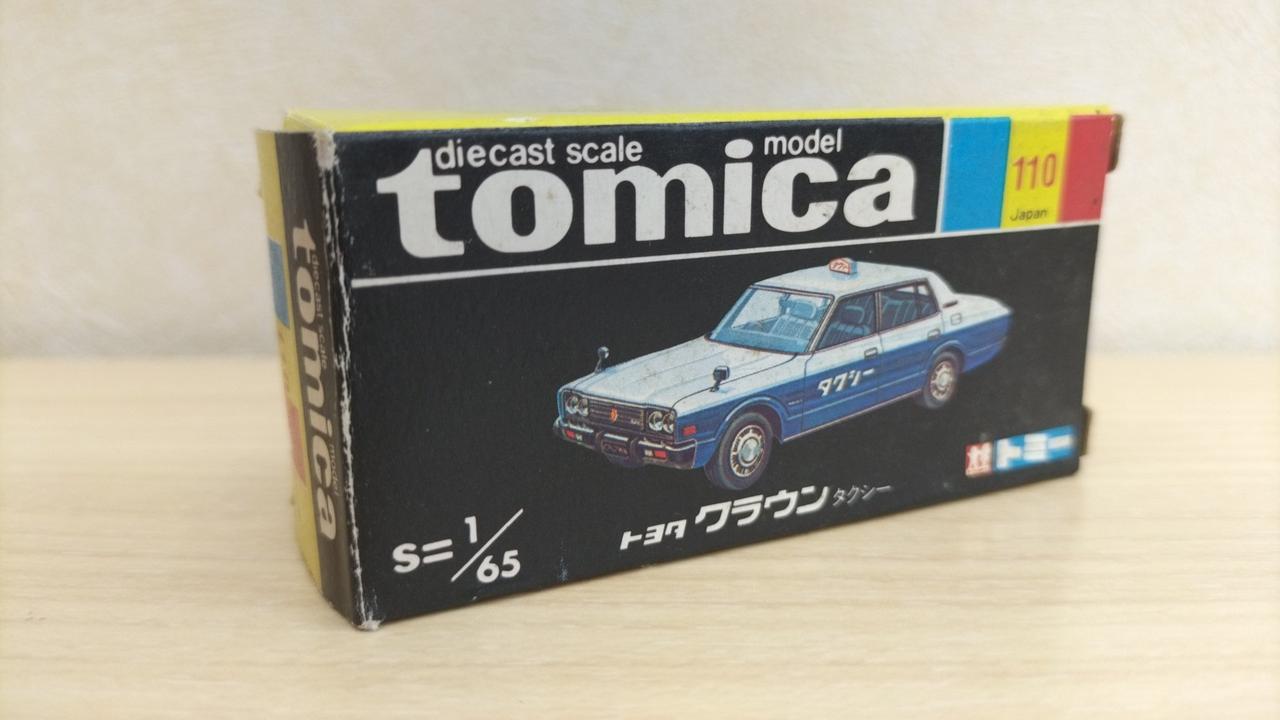 diecast scale model
tomica
110
Japan
タクシー
トヨタ クラウン タクシー
トミー
S=1/65
diecast scale model
tomica